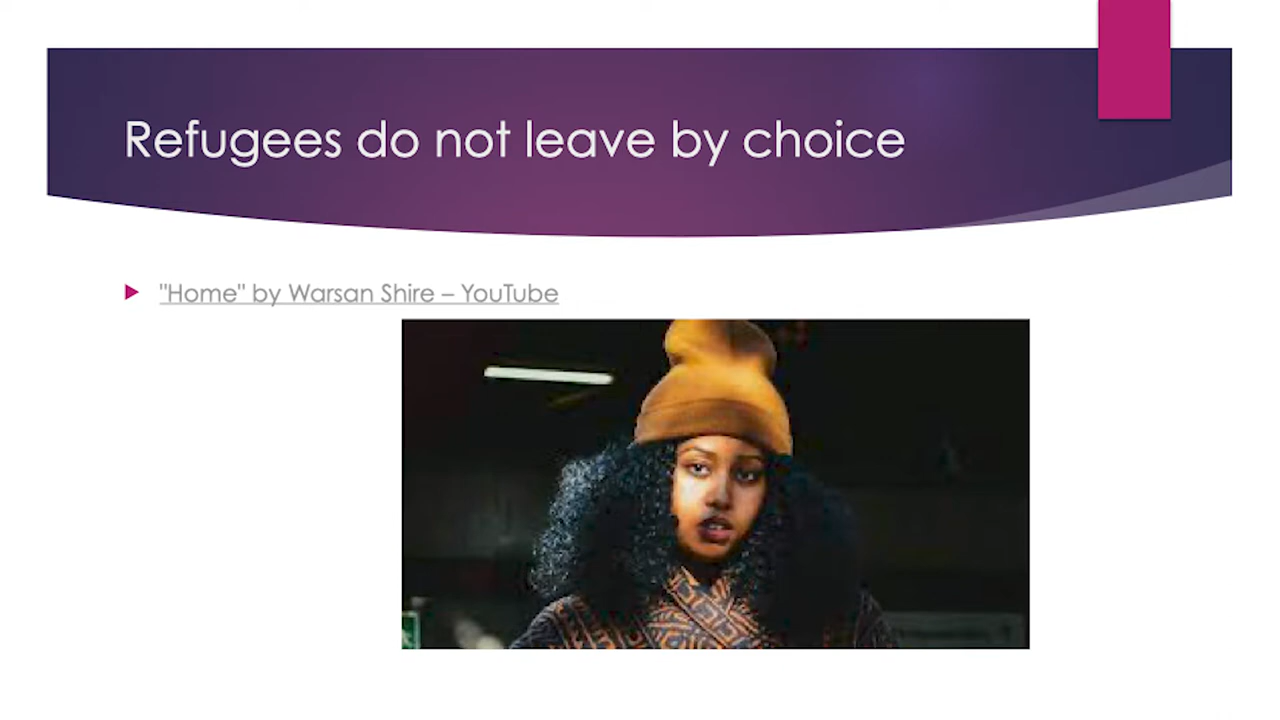 Refugees do not leave by choice
"Home" by Warsan Shire – YouTube